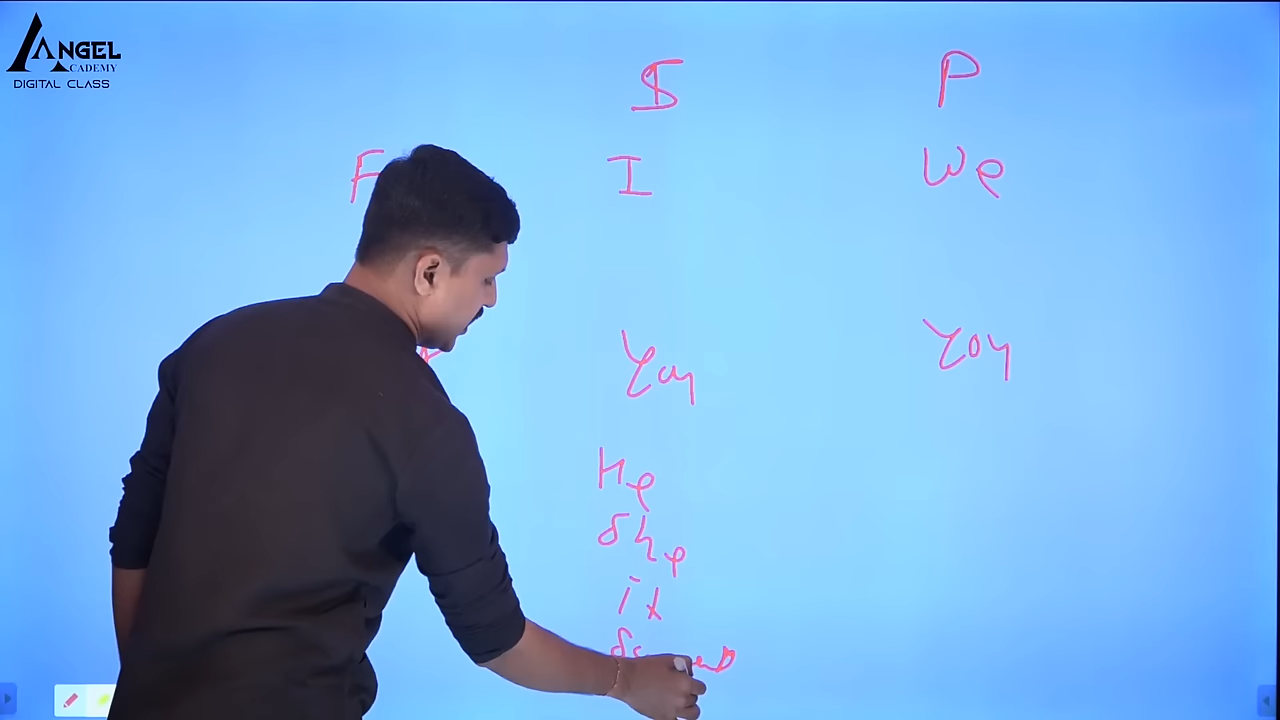 ANGEL
ACADEMY
DIGITAL CLASS
S P
F I We
You You
He
She
it